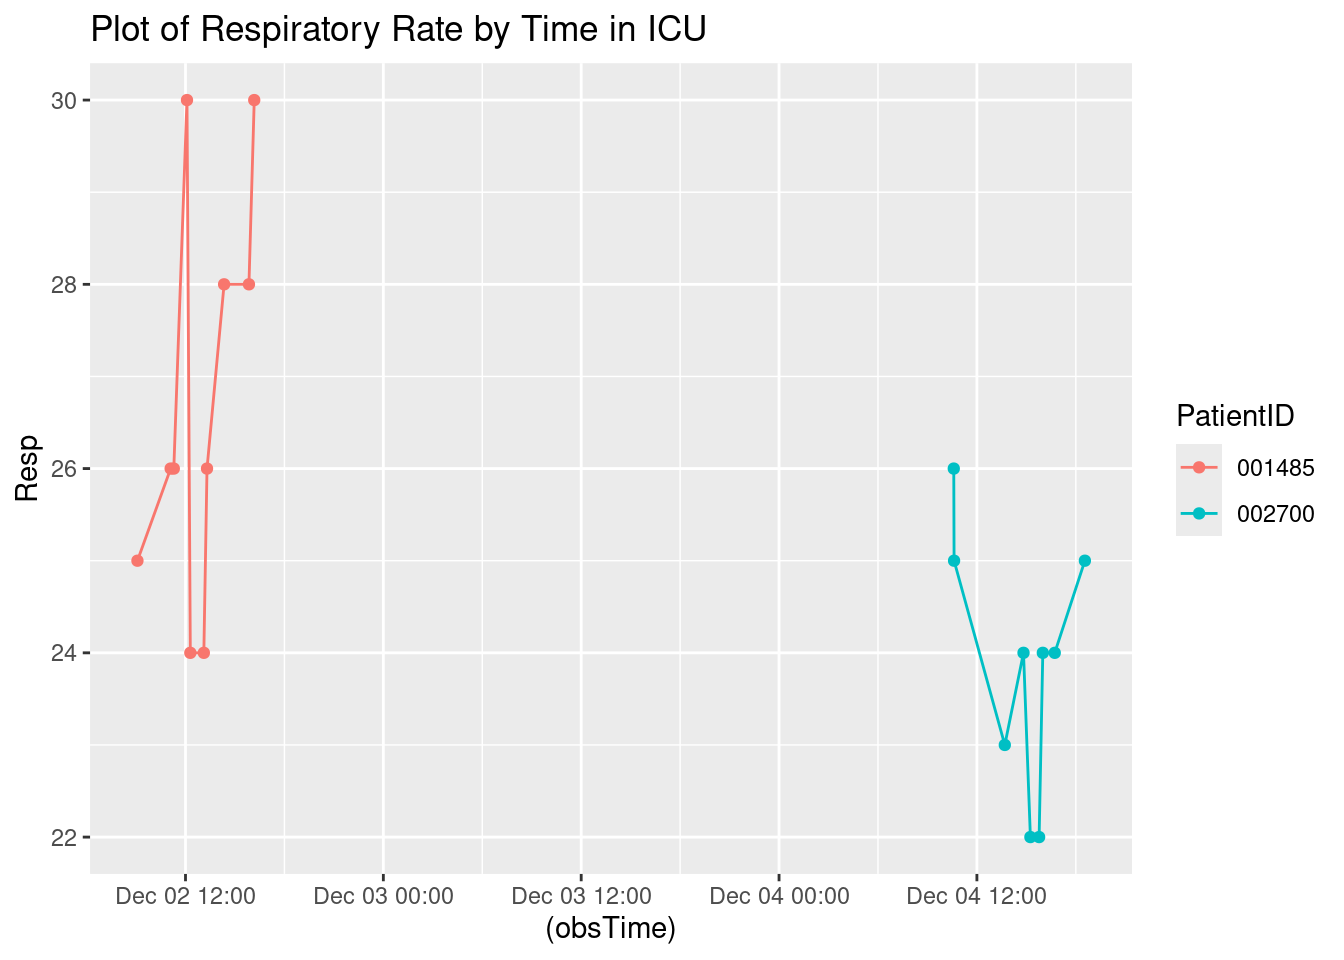 Plot of Respiratory Rate by Time in ICU
30
28
26
24
22
Resp
Dec 02 12:00 Dec 03 00:00 Dec 03 12:00 Dec 04 00:00 Dec 04 12:00
(obsTime)
PatientID
001485
002700